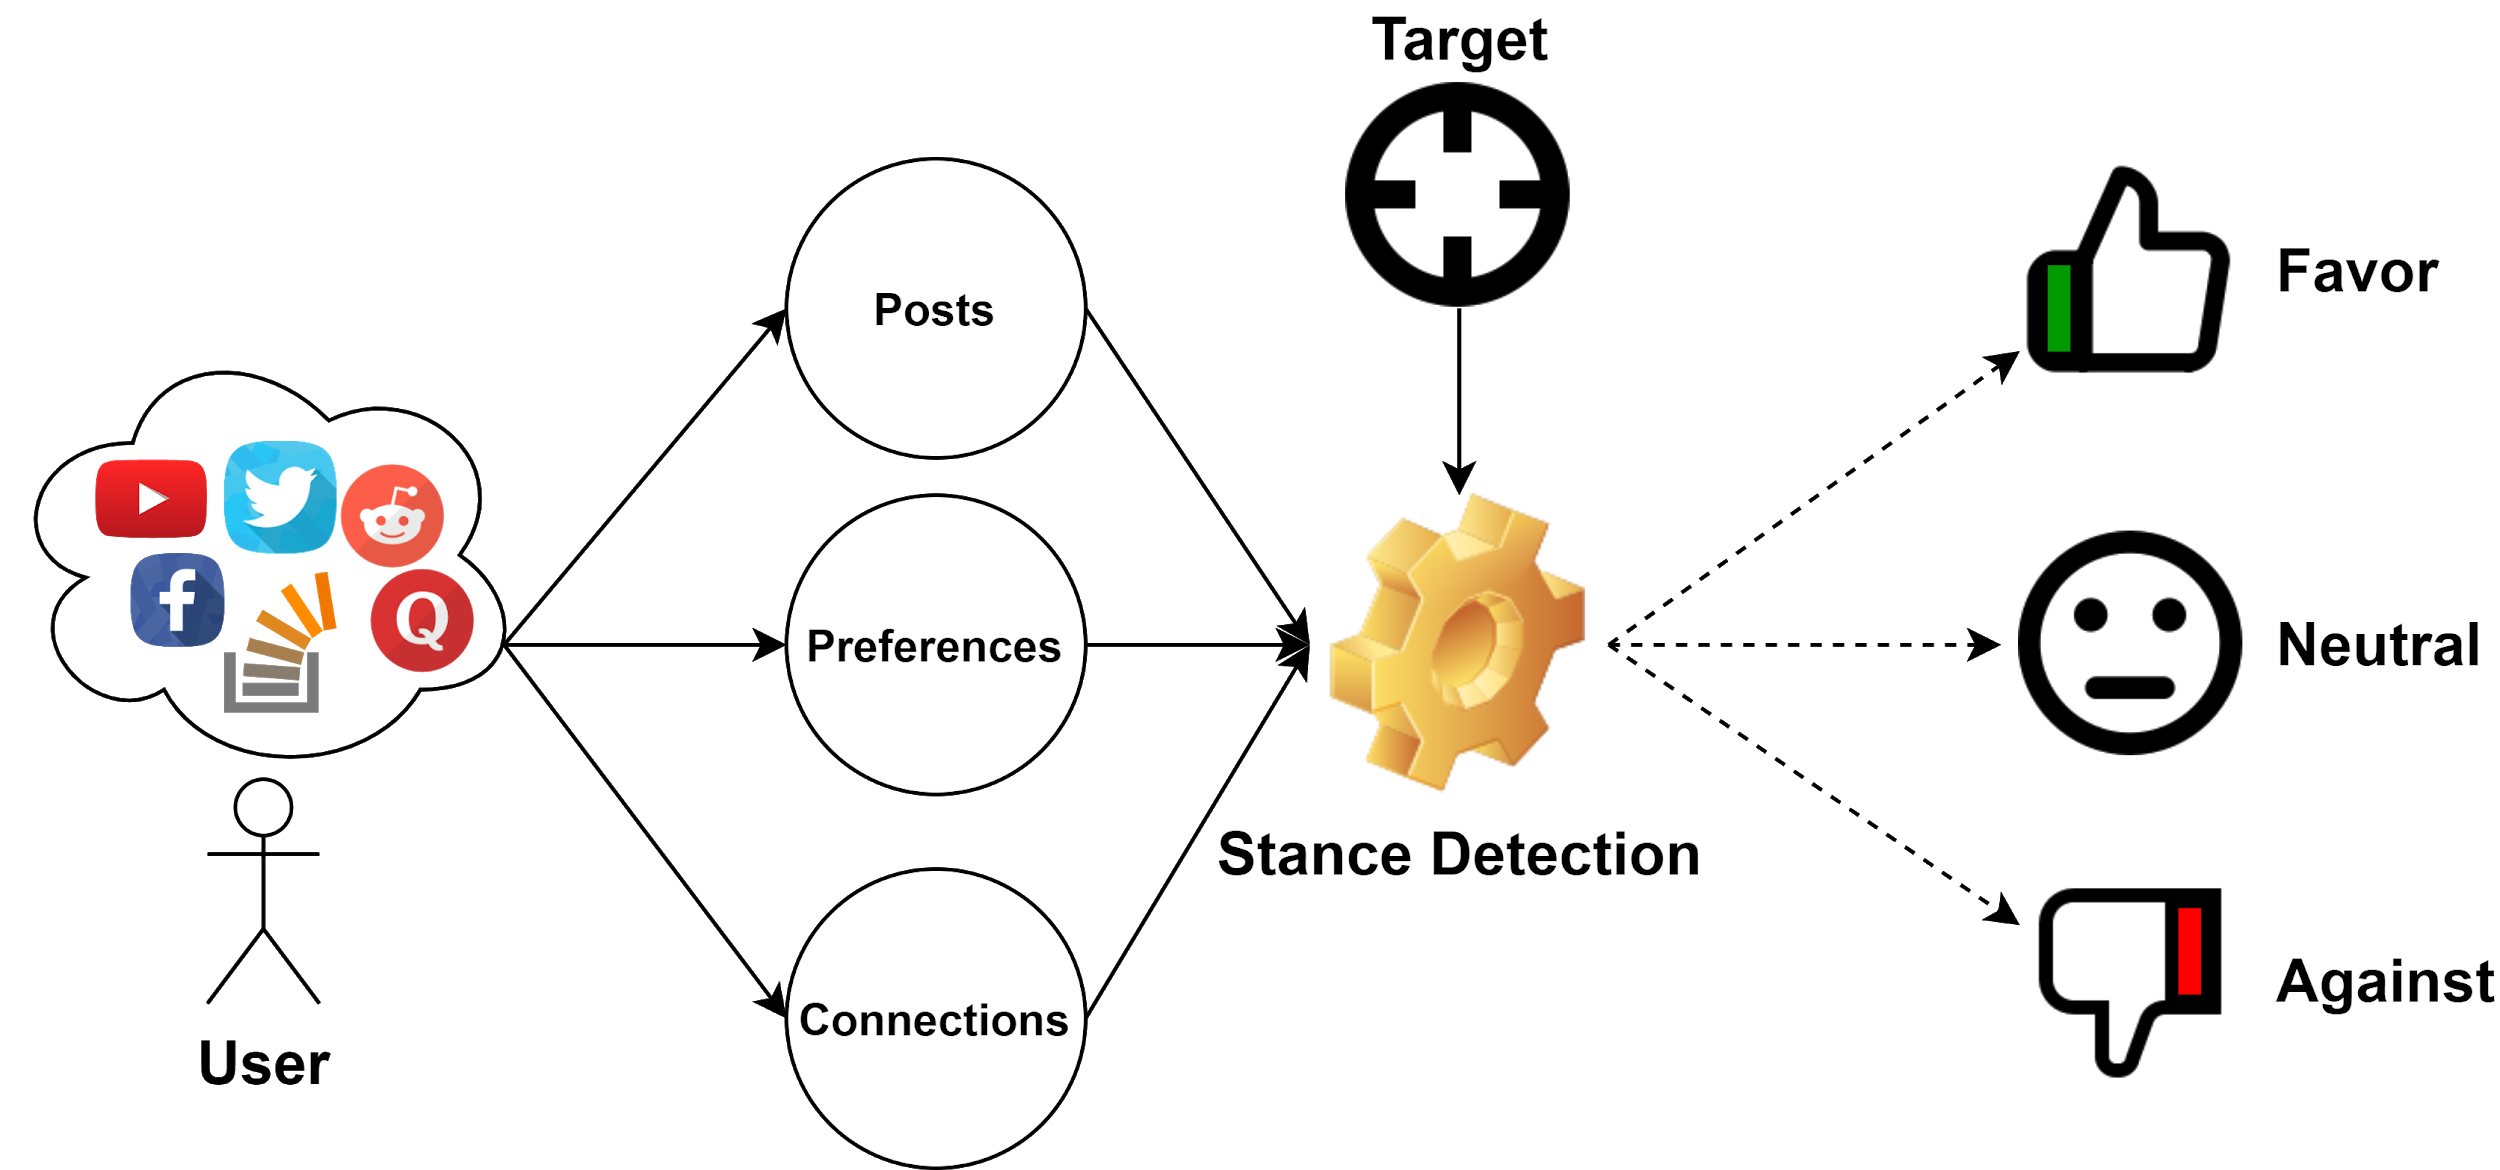 Target
Posts
Favor
Preferences
Neutral
Stance Detection
Connections
Against
User